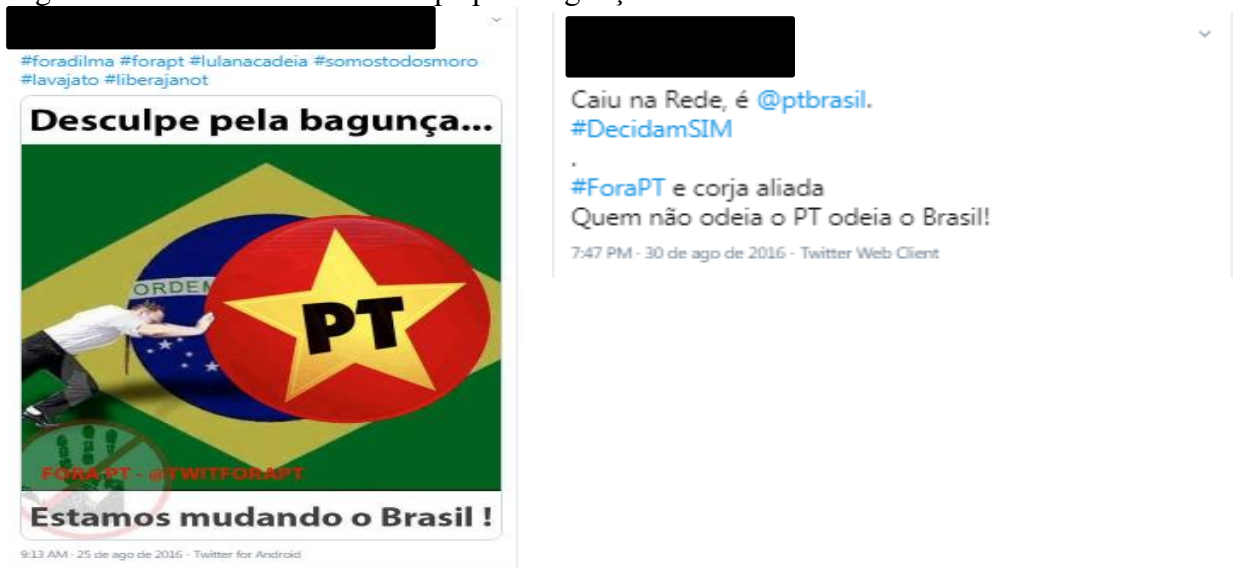 #foradilma #forapt #lulanacadeia #somostodosmoro
#lavajato #liberajanot
Desculpe pela bagunça...
ORDEM
PT
FORA PT - @TWITFORAPT
Estamos mudando o Brasil !
9:13 AM - 25 de ago de 2016 - Twitter for Android
Caiu na Rede, é @ptbrasil.
#DecidamSIM
.
#ForaPT e corja aliada
Quem não odeia o PT odeia o Brasil!
7:47 PM - 30 de ago de 2016 - Twitter Web Client